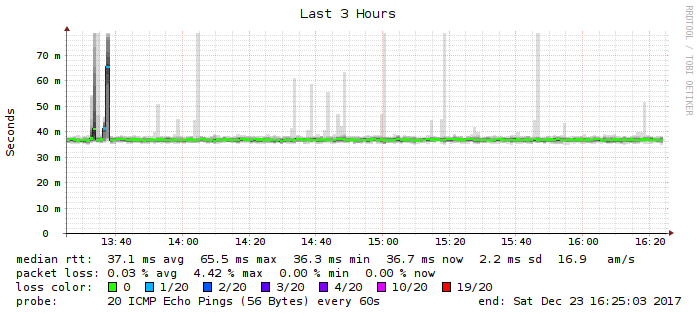 Last 3 Hours
RRDTOOL / TOBI OETIKER
Seconds
70 m
60 m
50 m
40 m
30 m
20 m
10 m
0
13:40 14:00 14:20 14:40 15:00 15:20 15:40 16:00 16:20
median rtt: 37.1 ms avg 65.5 ms max 36.3 ms min 36.7 ms now 2.2 ms sd 16.9 am/s
packet loss: 0.03 % avg 4.42 % max 0.00 % min 0.00 % now
loss color: 0 1/20 2/20 3/20 4/20 10/20 19/20
probe: 20 ICMP Echo Pings (56 Bytes) every 60s end: Sat Dec 23 16:25:03 2017